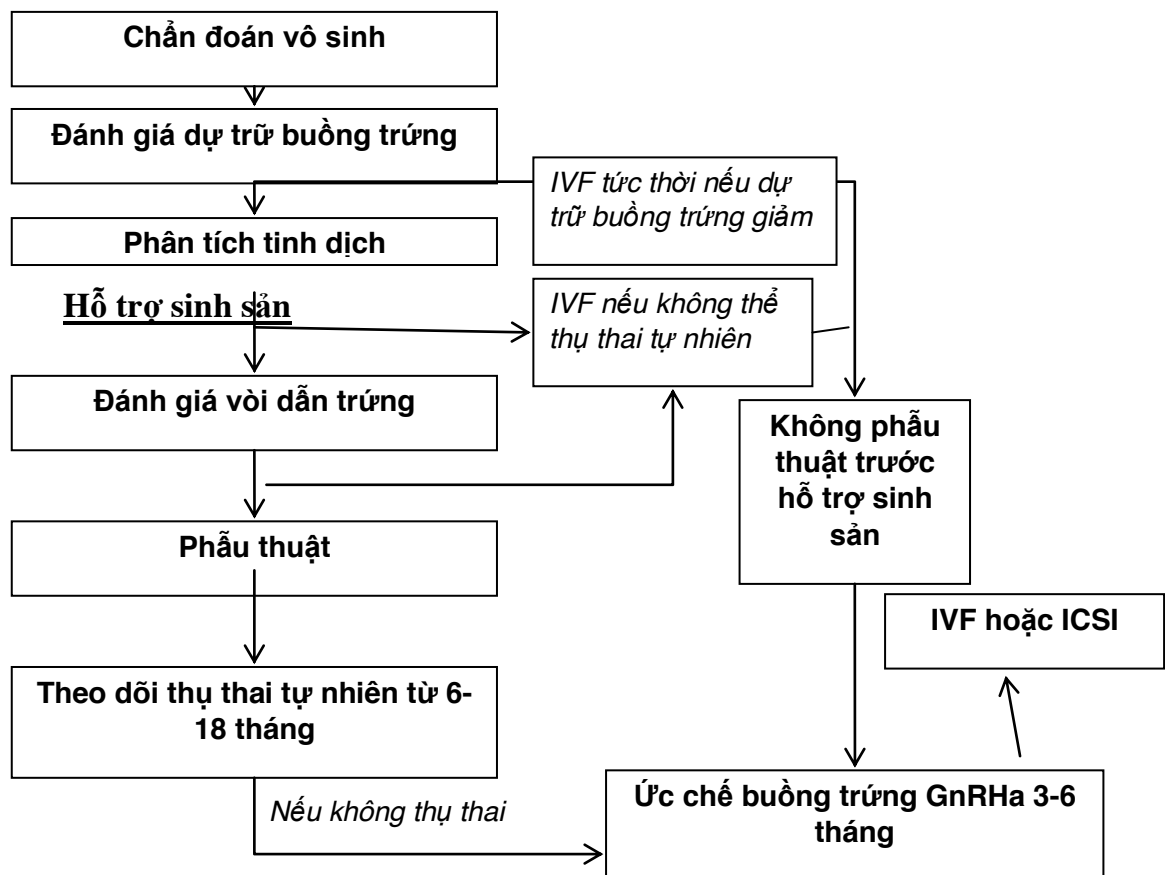 Chẩn đoán vô sinh
Đánh giá dự trữ buồng trứng
IVF tức thời nếu dự
trữ buồng trứng giảm
Phân tích tinh dịch
Hỗ trợ sinh sản
IVF nếu không thể
thụ thai tự nhiên
Đánh giá vòi dẫn trứng
Không phẫu
thuật trước
hỗ trợ sinh
sản
Phẫu thuật
IVF hoặc ICSI
Theo dõi thụ thai tự nhiên từ 6-
18 tháng
Nếu không thụ thai
Ức chế buồng trứng GnRHa 3-6
tháng